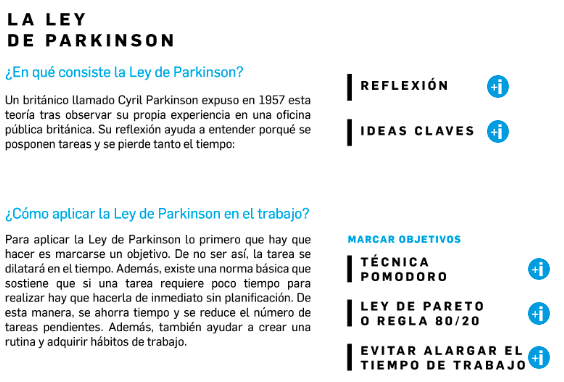 LA LEY
DE PARKINSON
¿En qué consiste la Ley de Parkinson?
Un británico llamado Cyril Parkinson expuso en 1957 esta
teoría tras observar su propia experiencia en una oficina
pública británica. Su reflexión ayuda a entender porqué se
posponen tareas y se pierde tanto el tiempo:
REFLEXIÓN +i
IDEAS CLAVES +i
¿Cómo aplicar la Ley de Parkinson en el trabajo?
Para aplicar la Ley de Parkinson lo primero que hay que
hacer es marcarse un objetivo. De no ser así, la tarea se
dilatará en el tiempo. Además, existe una norma básica que
sostiene que si una tarea requiere poco tiempo para
realizar hay que hacerla de inmediato sin planificación. De
esta manera, se ahorra tiempo y se reduce el número de
tareas pendientes. Además, también ayudar a crear una
rutina y adquirir hábitos de trabajo.
MARCAR OBJETIVOS
TÉCNICA
POMODORO +i
LEY DE PARETO
O REGLA 80/20 +i
EVITAR ALARGAR EL
TIEMPO DE TRABAJO +i